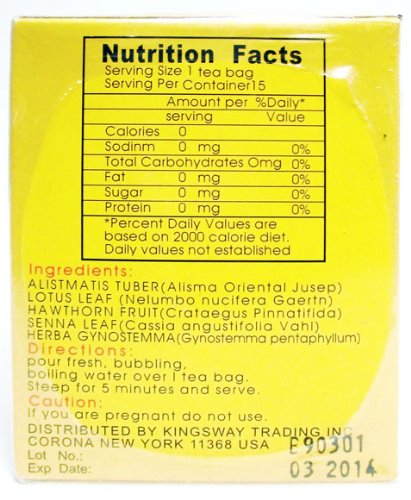 Nutrition Facts
Serving Size 1 tea bag
Serving Per Container15
Amount per %Daily*
serving Value
Calories 0
Sodinm 0 mg 0%
Total Carbohydrates 0mg 0%
Fat 0 mg 0%
Sugar 0 mg 0%
Protein 0 mg 0%
*Percent Daily Values are
based on 2000 calorie diet.
Daily values not established
Ingredients:
ALISTMATIS TUBER(Alisma Oriental Jusep)
LOTUS LEAF (Nelumbo nucifera Gaertn)
HAWTHORN FRUIT(Crataegus Pinnatifida)
SENNA LEAF(Cassia angustifolia Vahl)
HERBA GYNOSTEMMA(Gynostemma pentaphyllum)
Directions:
pour fresh, bubbling,
boiling water over 1 tea bag.
Steep for 5 minutes and serve.
Caution:
if you are pregnant do not use.
DISTRIBUTED BY KINGSWAY TRADING INC
CORONA NEW YORK 11368 USA
Lot No.: 90301
Exp Date: 03 2014